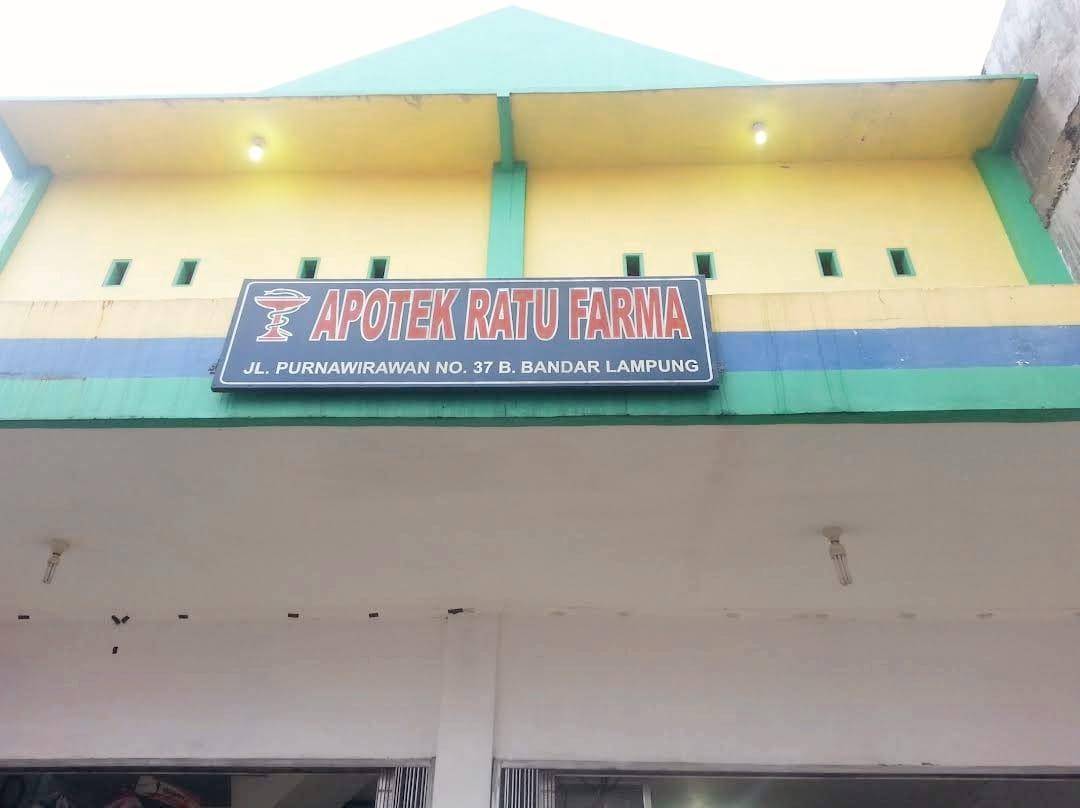 APOTEK RATU FARMA
JL. PURNAWIRAWAN NO. 37 B. BANDAR LAMPUNG